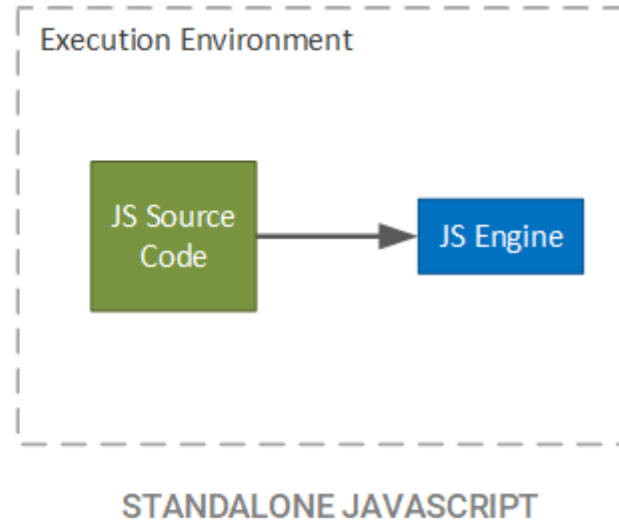 Execution Environment
JS Source
Code
JS Engine
STANDALONE JAVASCRIPT